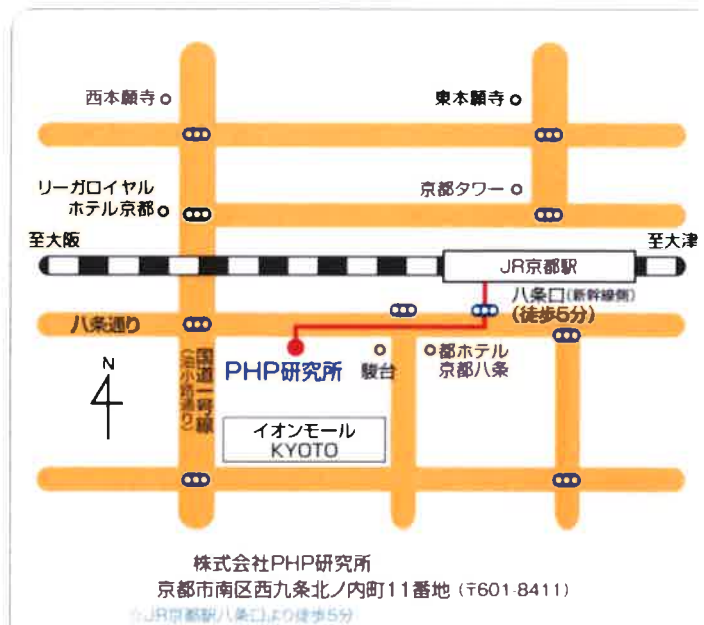 西本願寺
東本願寺
リーガロイヤル
ホテル京都
京都タワー
至大阪
至大津
JR京都駅
八条口(新幹線側)
(徒歩5分)
八条通り
N
国道一号線
(油小路通り)
PHP研究所
駿台
都ホテル
京都八条
イオンモール
KYOTO
株式会社PHP研究所
京都市南区西九条北ノ内町11番地 (〒601-8411)
☆JR京都駅八条口より徒歩5分